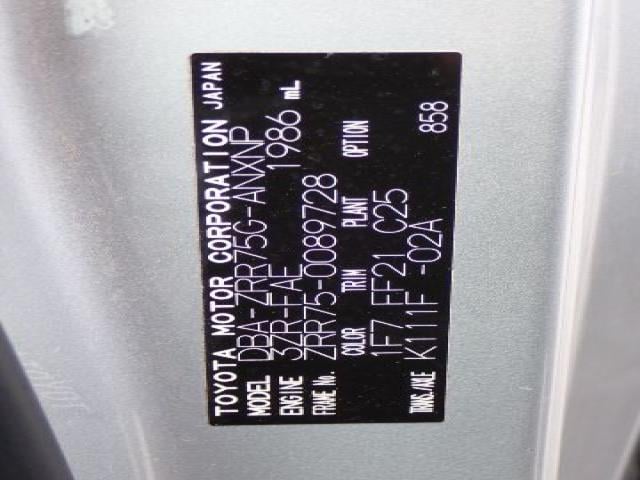 TOYOTA MOTOR CORPORATION JAPAN
MODEL DBA-ZRR75G-ANXNP
ENGINE 3ZR-FAE 1986 mL
FRAME No. ZRR75-0089728
COLOR TRIM PLANT OPTION
1F7 EF21 C25
TRANS./AXLE K111F -02A 858